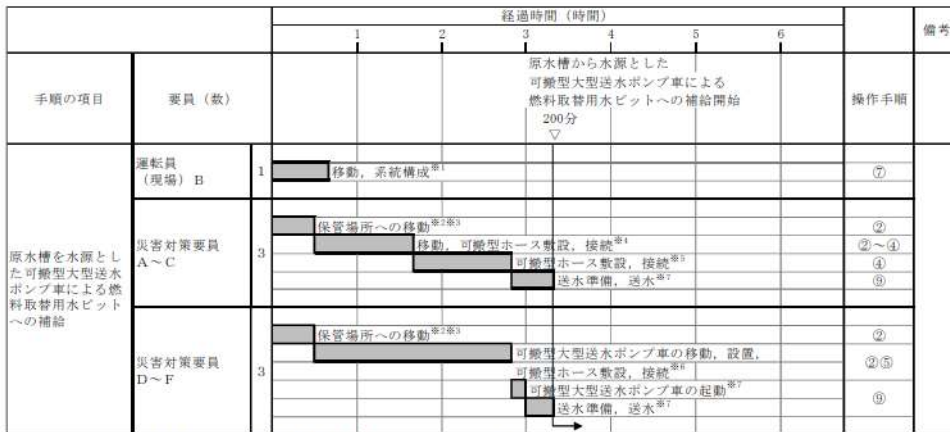 経過時間（時間）
備考
1 2 3 4 5 6
手順の項目
要員（数）
原水槽から水源とした
可搬型大型送水ポンプ車による
燃料取替用水ピットへの補給開始
200分
▽
操作手順
原水槽を水源とし
た可搬型大型送水
ポンプ車による燃
料取替用水ピット
への補給
運転員
（現場）B
1
移動，系統構成※1
⑦
災害対策要員
A～C
3
保管場所への移動※2※3
②
移動，可搬型ホース敷設，接続※4
②～④
可搬型ホース敷設，接続※5
④
送水準備，送水※7
⑨
災害対策要員
D～F
3
保管場所への移動※2※3
②
可搬型大型送水ポンプ車の移動，設置，
可搬型ホース敷設，接続※6
②⑤
可搬型大型送水ポンプ車の起動※7
送水準備，送水※7
⑨